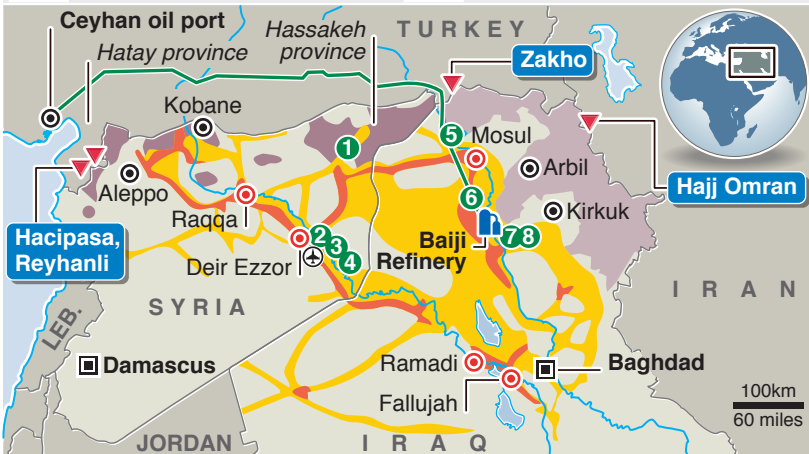 Ceyhan oil port
Hatay province
Hassakeh
province
TURKEY
Zakho
Kobane
1
5
Mosul
Arbil
Aleppo
6
Hajj Omran
Raqqa
Kirkuk
Hacipasa,
Reyhanli
2
3
4
Baiji
Refinery
7 8
Deir Ezzor
SYRIA
IRAN
LEB.
Damascus
Ramadi
Baghdad
Fallujah
100km
60 miles
JORDAN
IRAQ